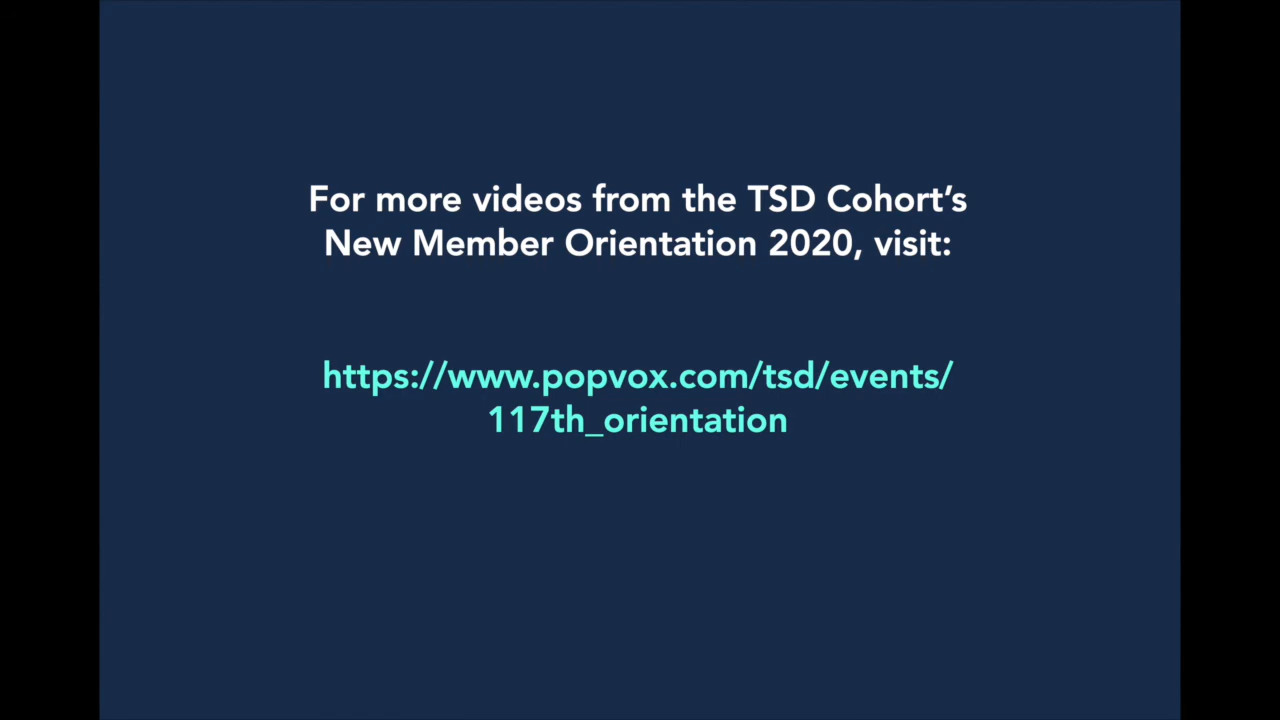 For more videos from the TSD Cohort’s
New Member Orientation 2020, visit:
https://www.popvox.com/tsd/events/
117th_orientation